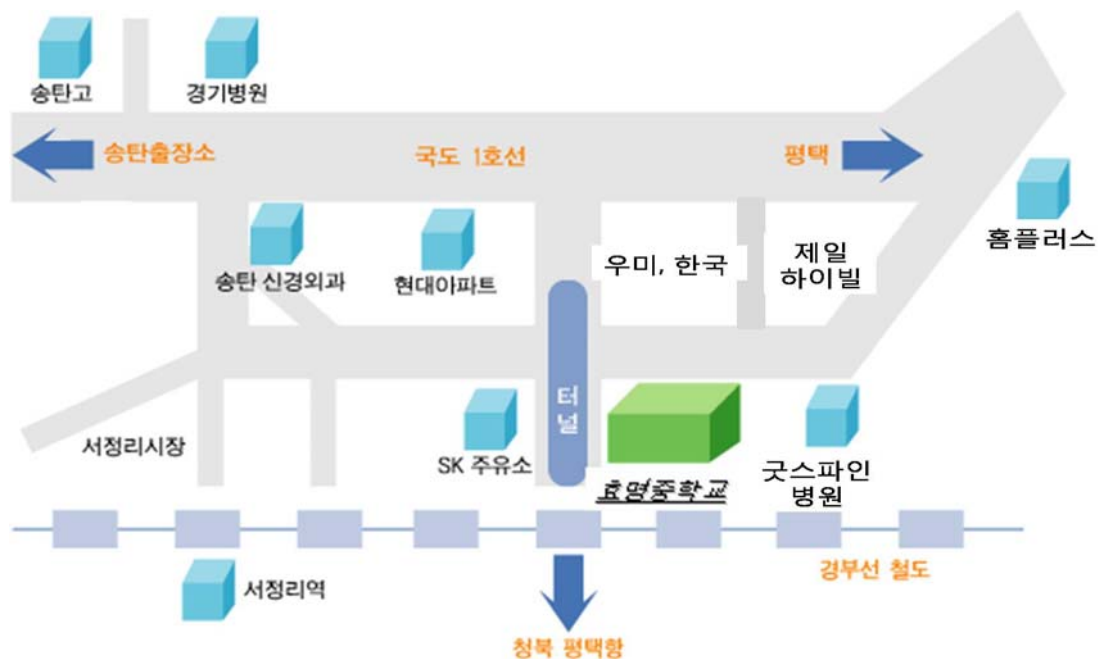 송탄고
경기병원
송탄출장소
국도 1호선
평택
홈플러스
송탄 신경외과
현대아파트
우미, 한국
제일
하이빌
서정리시장
SK 주유소
터널
효명중학교
굿스파인
병원
서정리역
경부선 철도
청북 평택항